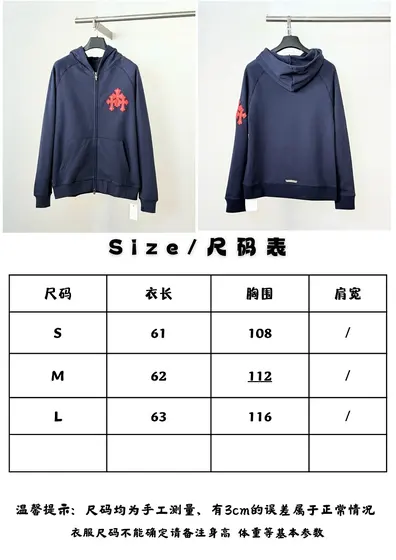 Size/尺码表
尺码 衣长 胸围 肩宽
S 61 108 /
M 62 112 /
L 63 116 /
温馨提示: 尺码均为手工测量、有3cm的误差属于正常情况
衣服尺码不能确定请备注身高 体重等基本参数